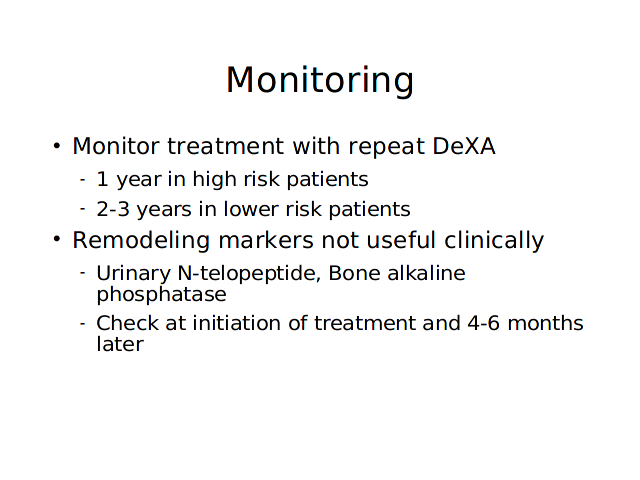 Monitoring
• Monitor treatment with repeat DeXA
- 1 year in high risk patients
- 2-3 years in lower risk patients
• Remodeling markers not useful clinically
- Urinary N-telopeptide, Bone alkaline
phosphatase
- Check at initiation of treatment and 4-6 months
later